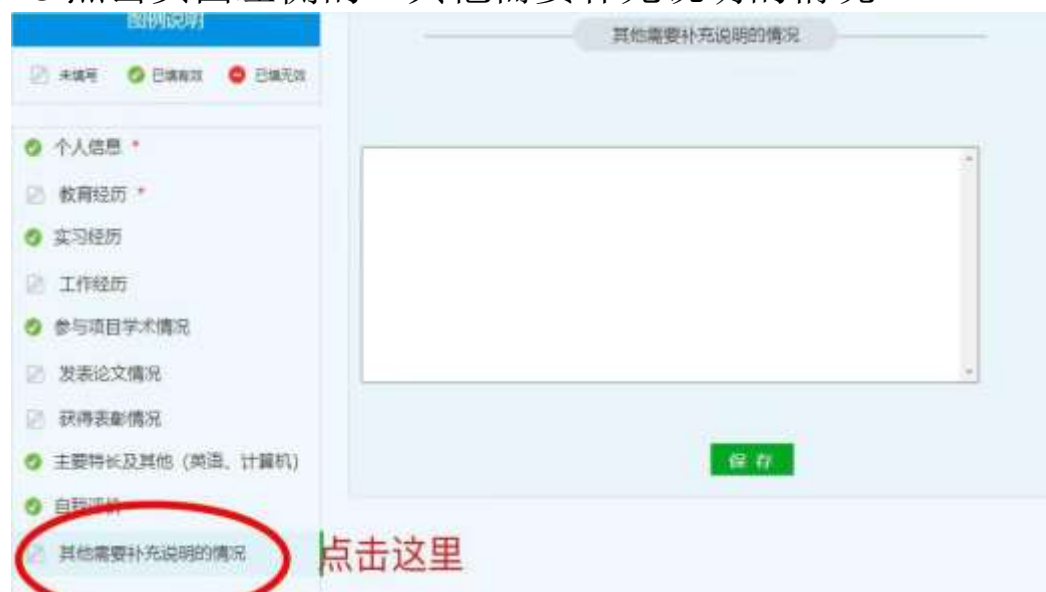 图例说明
其他需要补充说明的情况
未填写 已填有效 已填无效
个人信息 *
教育经历 *
实习经历
工作经历
参与项目学术情况
发表论文情况
获得表彰情况
主要特长及其他（英语、计算机）
自我评价
保存
其他需要补充说明的情况
点击这里